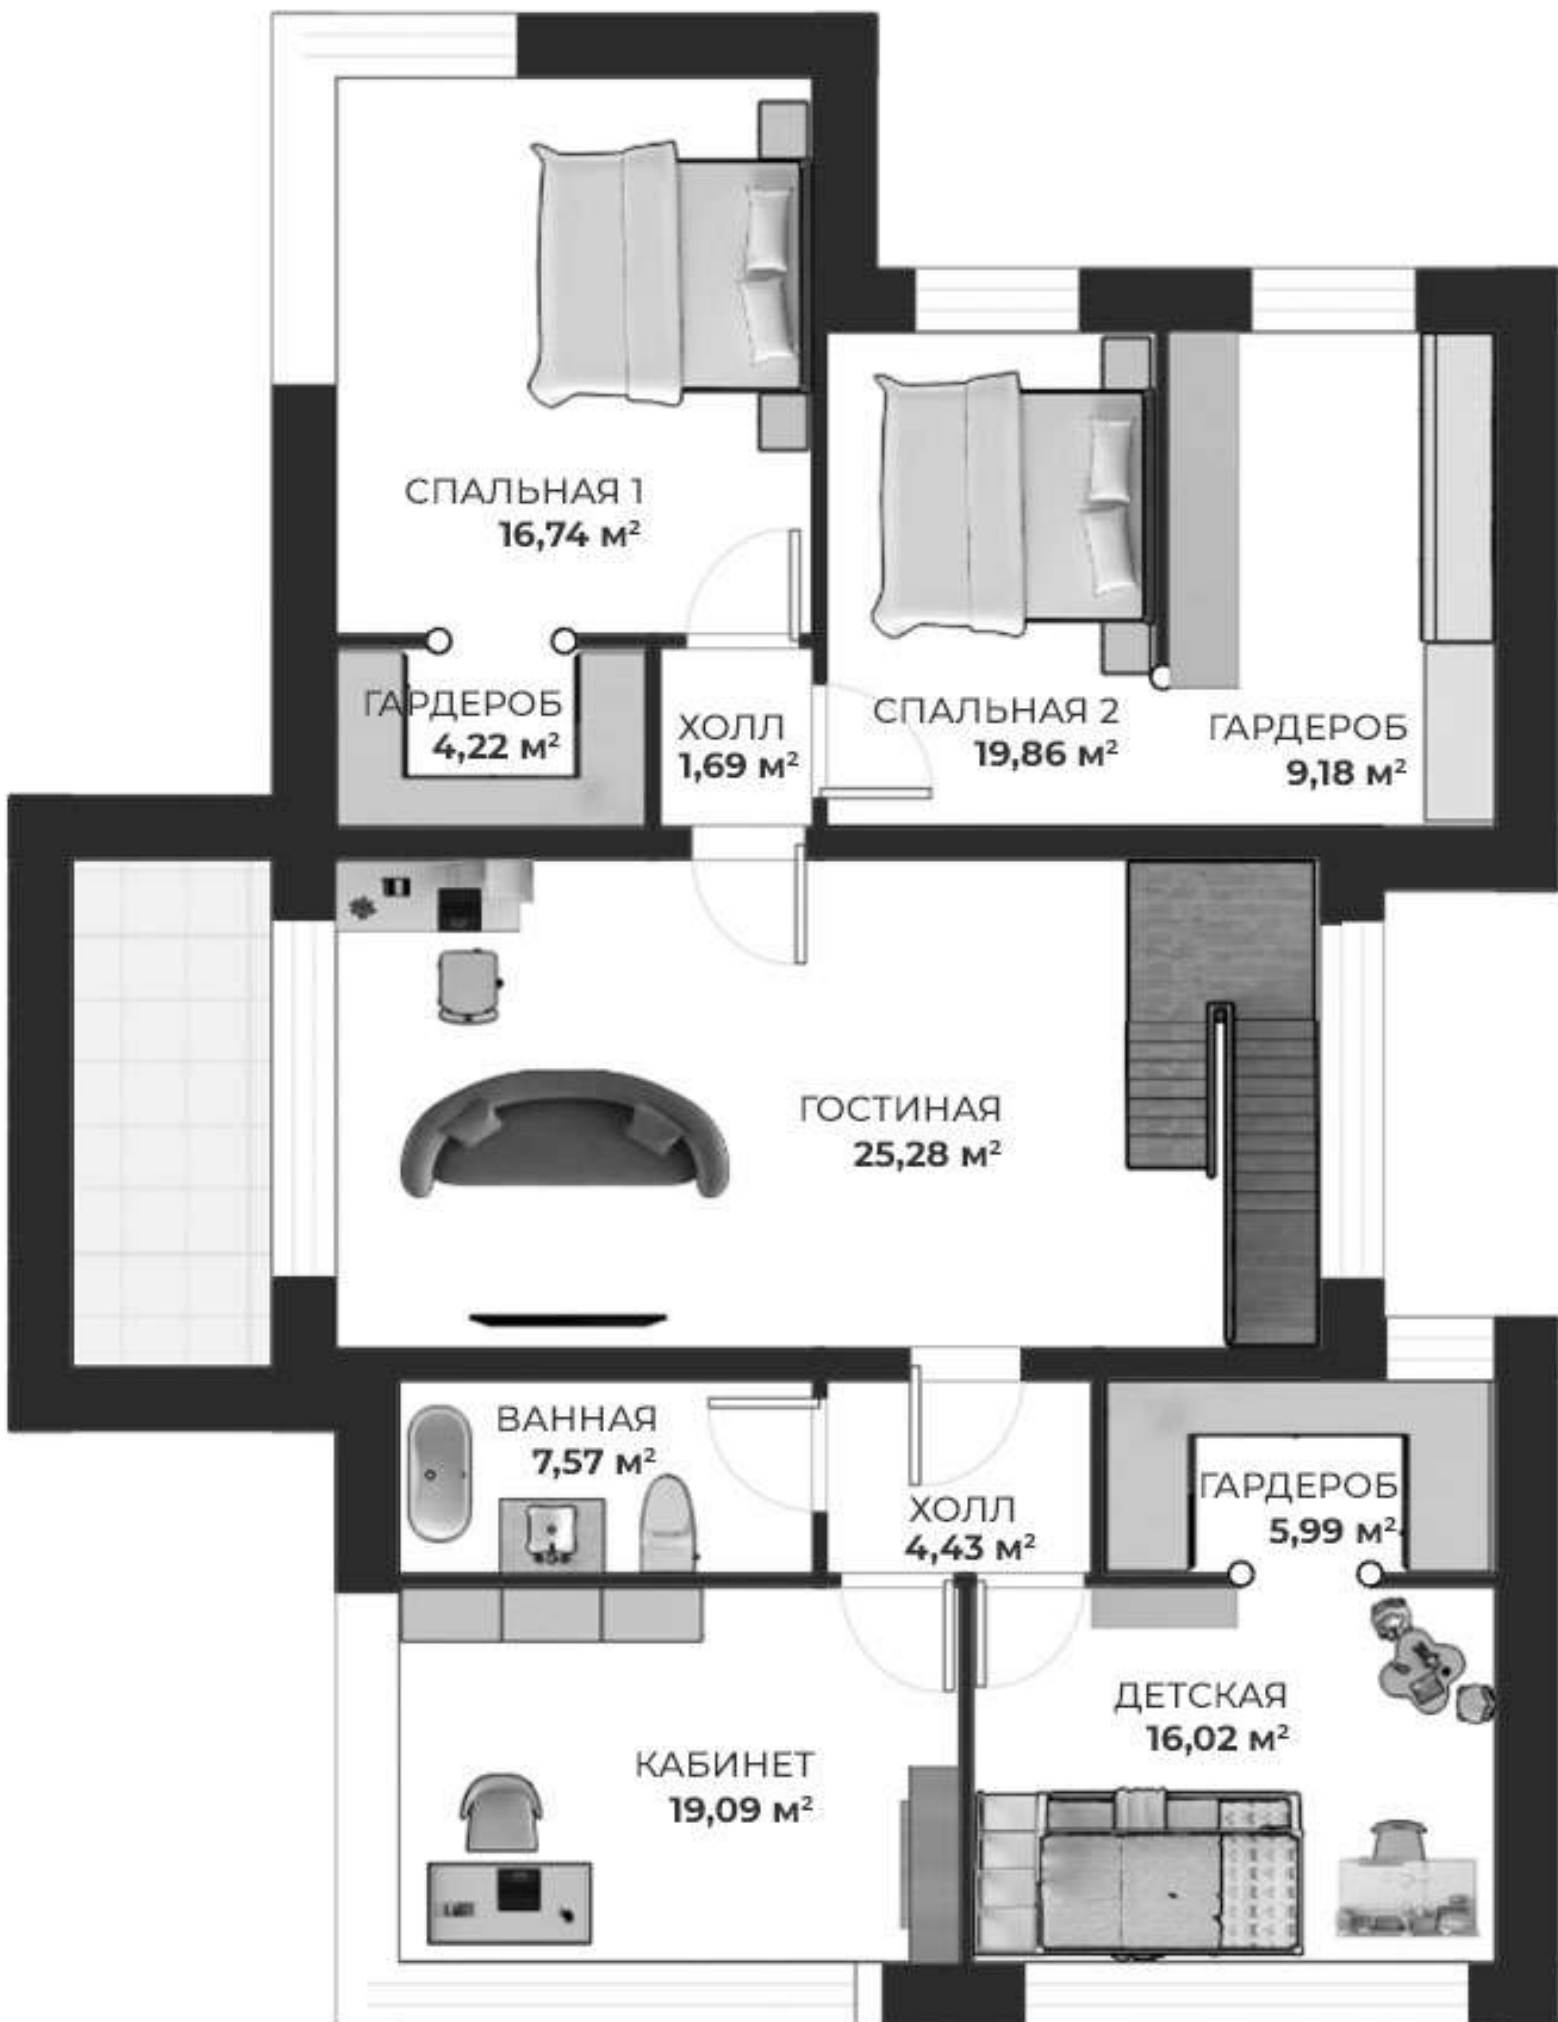 СПАЛЬНАЯ 1
16,74 м²
ГАРДЕРОБ
4,22 м²
ХОЛЛ
1,69 м²
СПАЛЬНАЯ 2
19,86 м²
ГАРДЕРОБ
9,18 м²
ГОСТИНАЯ
25,28 м²
ВАННАЯ
7,57 м²
ХОЛЛ
4,43 м²
ГАРДЕРОБ
5,99 м²
КАБИНЕТ
19,09 м²
ДЕТСКАЯ
16,02 м²